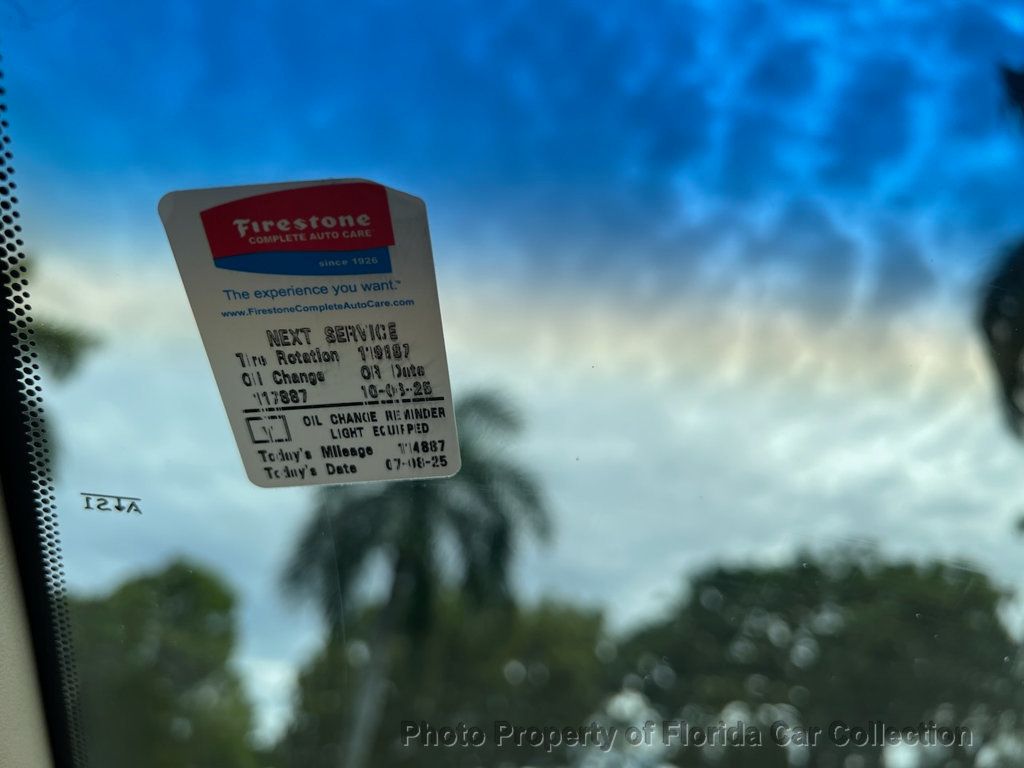 Firestone
COMPLETE AUTO CARE
since 1926
The experience you want.™
www.FirestoneCompleteAutoCare.com
NEXT SERVICE
Tire Rotation 119187
Oil Change OR Date
117887 10-08-25
OIL CHANGE REMINDER
LIGHT EQUIPPED
Today's Mileage 114887
Today's Date 07-08-25
Photo Property of Florida Car Collection